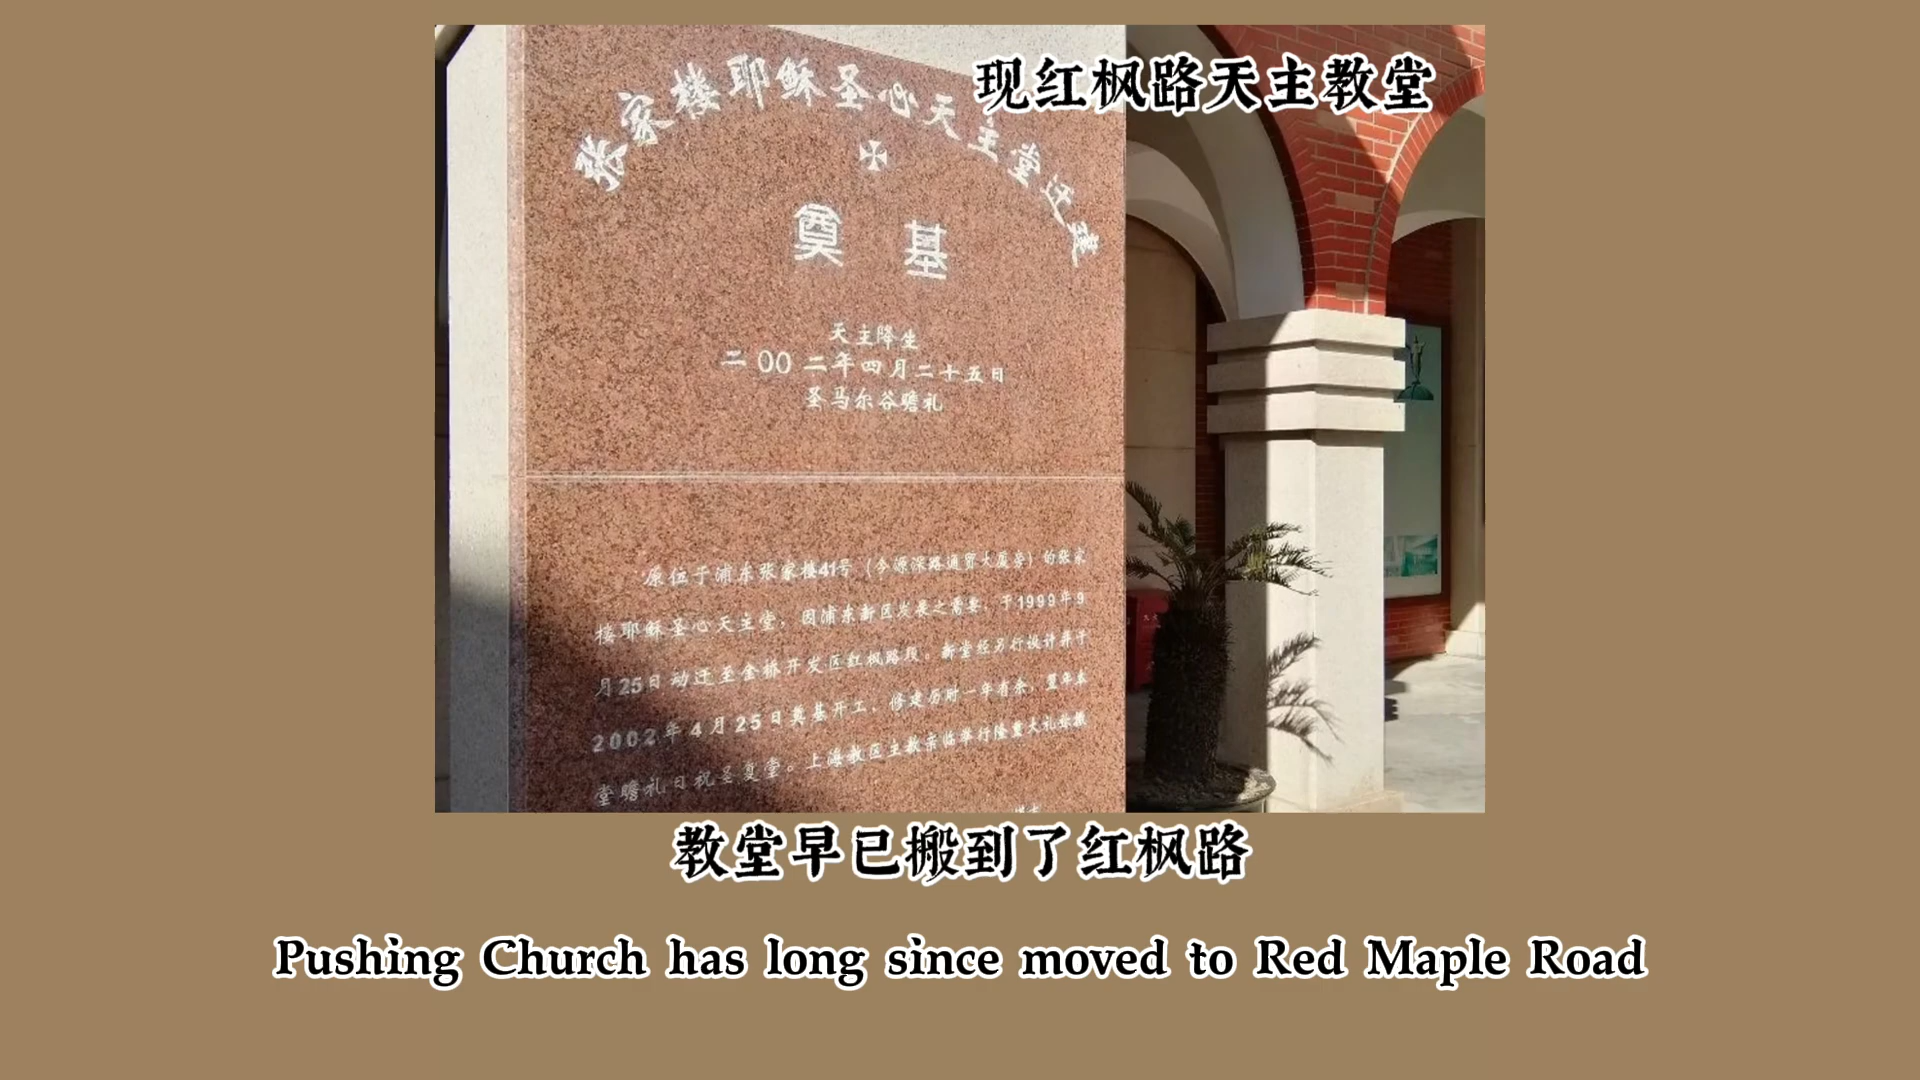 现红枫路天主教堂
张家楼耶稣圣心天主堂迁建
奠基
天主降生
二00二年四月二十五日
圣马尔谷瞻礼
原位于浦东张家楼41号（今源深路通贸大厦旁）的张家
楼耶稣圣心天主堂，因浦东新区发展之需要，于1999年9
月25日动迁至金桥开发区红枫路段。新堂经另行设计并于
2002年4月25日奠基开工，修建历时一年有余，翌年本
堂瞻礼日祝圣复堂。上海教区主教亲临举行隆重大礼弥撒
教堂早已搬到了红枫路
Pushing Church has long since moved to Red Maple Road